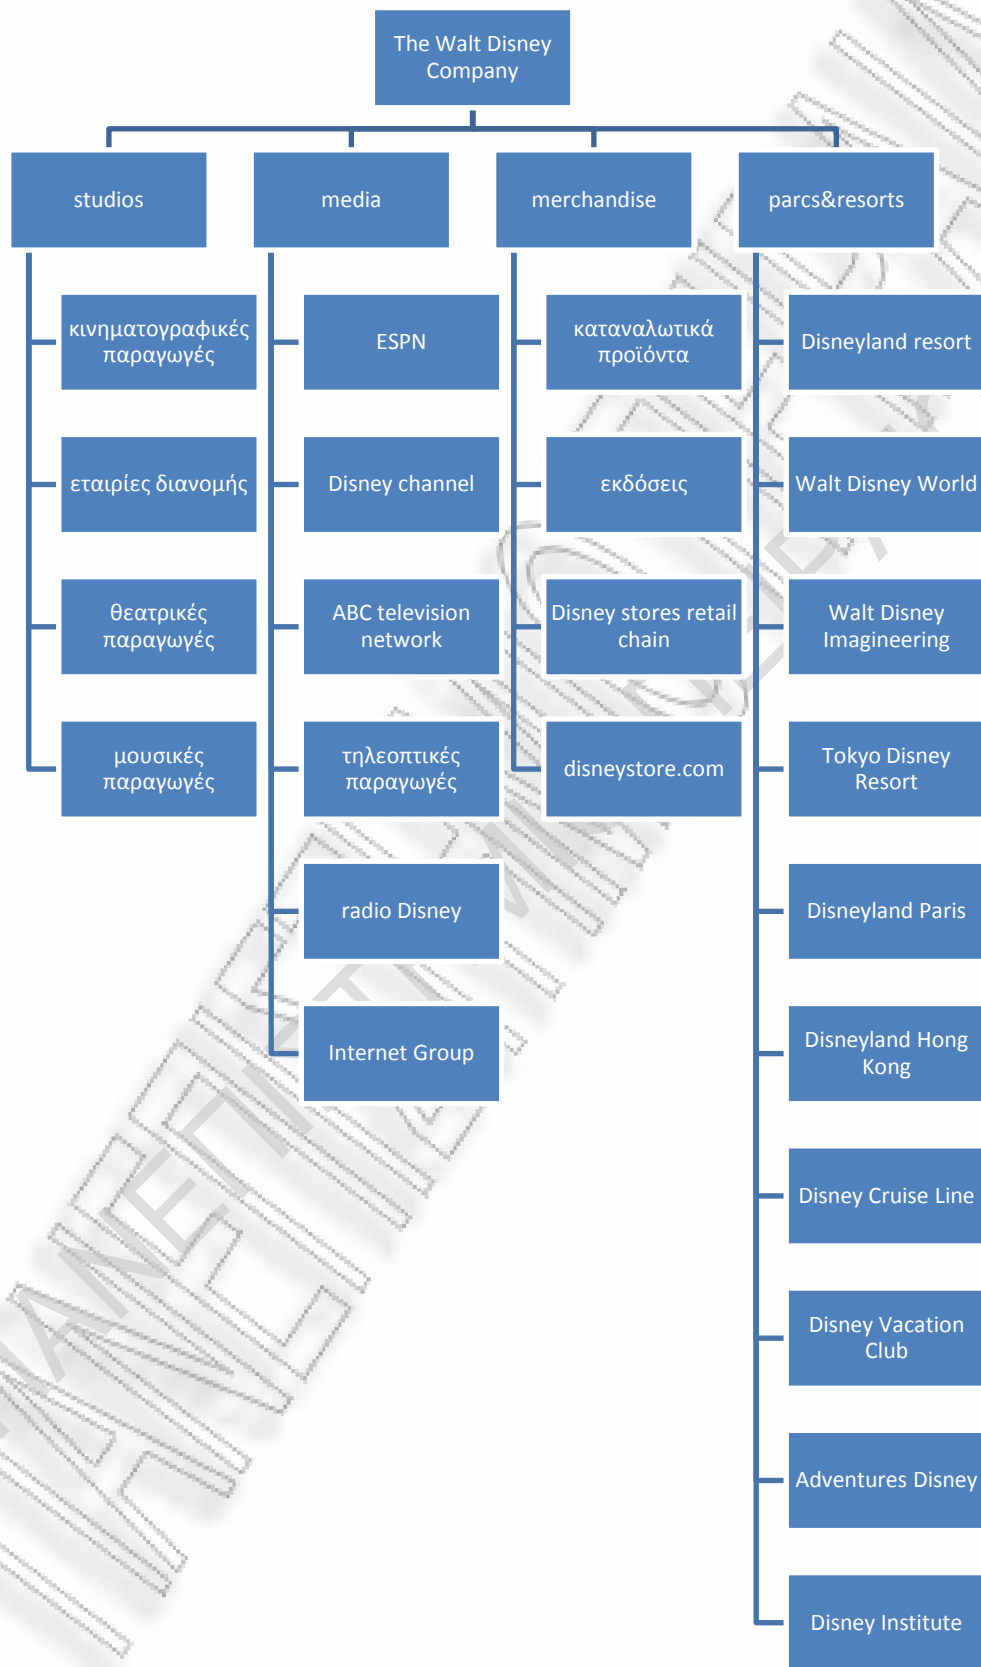 The Walt Disney
Company
studios
media
merchandise
parcs&resorts
κινηματογραφικές
παραγωγές
εταιρίες διανομής
θεατρικές
παραγωγές
μουσικές
παραγωγές
ESPN
Disney channel
ABC television
network
τηλεοπτικές
παραγωγές
radio Disney
Internet Group
καταναλωτικά
προϊόντα
εκδόσεις
Disney stores retail
chain
disneystore.com
Disneyland resort
Walt Disney World
Walt Disney
Imagineering
Tokyo Disney
Resort
Disneyland Paris
Disneyland Hong
Kong
Disney Cruise Line
Disney Vacation
Club
Adventures Disney
Disney Institute